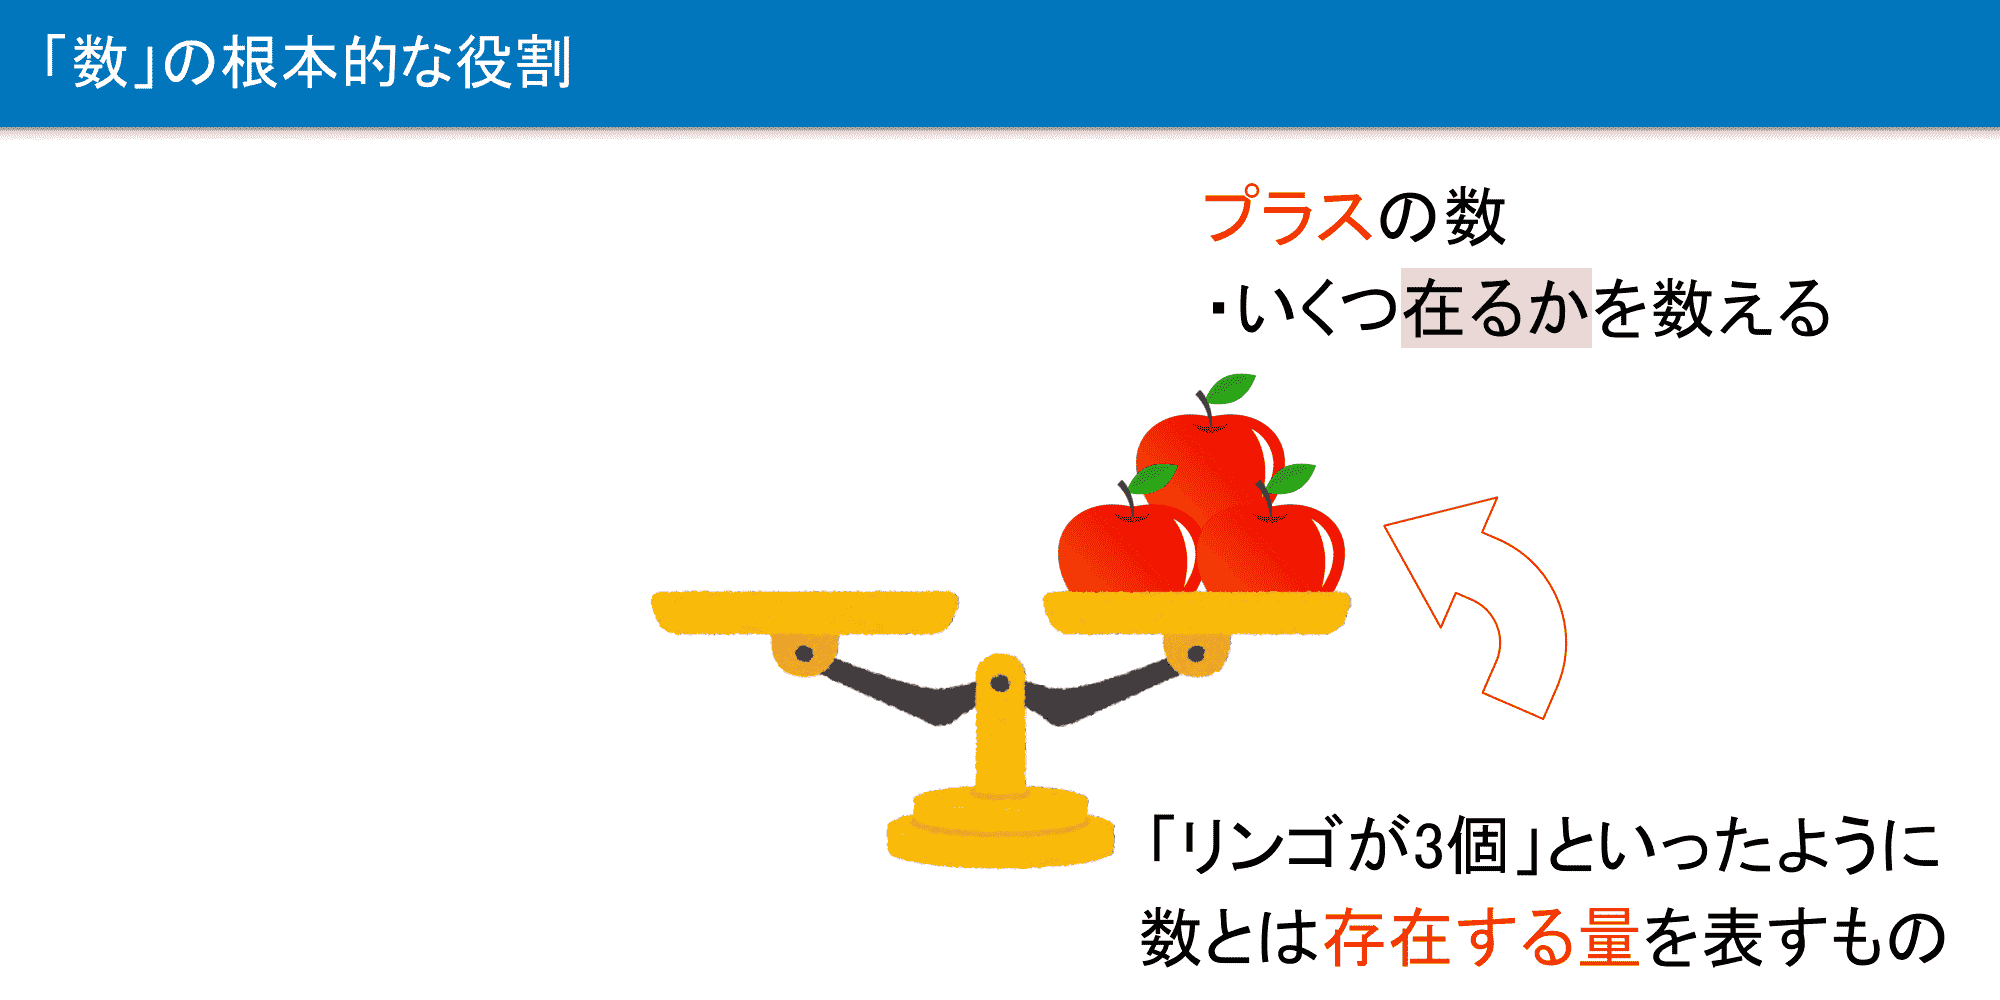 「数」の根本的な役割
プラスの数
・いくつ在るかを数える
「リンゴが3個」といったように
数とは存在する量を表すもの